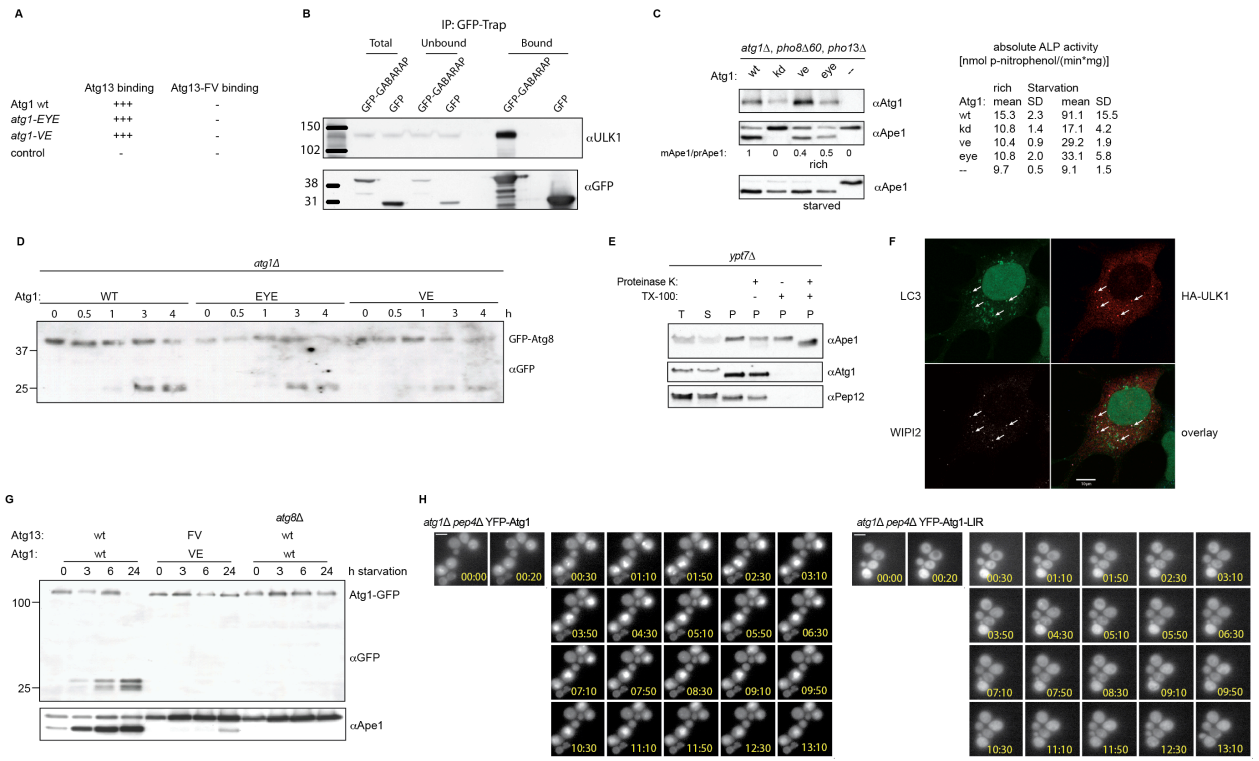 A
Atg13 binding Atg13-FV binding
Atg1 wt +++ -
atg1-EYE +++ -
atg1-VE +++ -
control - -
B
IP: GFP-Trap
Total Unbound Bound
GFP-GABARAP GFP GFP-GABARAP GFP GFP-GABARAP GFP
150
102
αULK1
38
31
αGFP
C
atg1Δ, pho8Δ60, pho13Δ
Atg1: wt kd ve eye --
αAtg1
αApe1
mApe1/prApe1: 1 0 0.4 0.5 0
rich
αApe1
starved
absolute ALP activity
[nmol p-nitrophenol/(min*mg)]
rich Starvation
Atg1: mean SD mean SD
wt 15.3 2.3 91.1 15.5
kd 10.8 1.4 17.1 4.2
ve 10.4 0.9 29.2 1.9
eye 10.8 2.0 33.1 5.8
-- 9.7 0.5 9.1 1.5
D
atg1Δ
Atg1: WT EYE VE
0 0.5 1 3 4 0 0.5 1 3 4 0 0.5 1 3 4 h
37
GFP-Atg8
αGFP
25
E
ypt7Δ
Proteinase K: + - +
TX-100: - + +
T S P P P P
αApe1
αAtg1
αPep12
F
LC3
HA-ULK1
WIPI2
overlay
10µm
G
atg8Δ
Atg13: wt FV wt
Atg1: wt VE wt
0 3 6 24 0 3 6 24 0 3 6 24 h starvation
100
Atg1-GFP
αGFP
25
αApe1
H
atg1Δ pep4Δ YFP-Atg1
00:00 00:20 00:30 01:10 01:50 02:30 03:10
03:50 04:30 05:10 05:50 06:30
07:10 07:50 08:30 09:10 09:50
10:30 11:10 11:50 12:30 13:10
atg1Δ pep4Δ YFP-Atg1-LIR
00:00 00:20 00:30 01:10 01:50 02:30 03:10
03:50 04:30 05:10 05:50 06:30
07:10 07:50 08:30 09:10 09:50
10:30 11:10 11:50 12:30 13:10